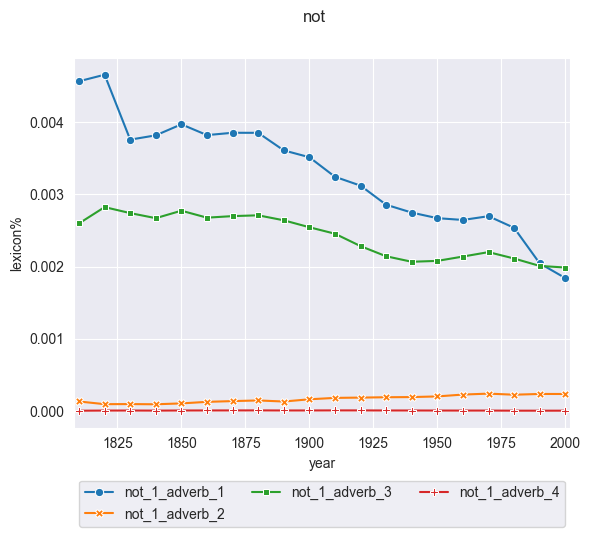 not
0.004
0.003
0.002
0.001
0.000
lexicon%
1825 1850 1875 1900 1925 1950 1975 2000
year
not_1_adverb_1 not_1_adverb_3 not_1_adverb_4
not_1_adverb_2